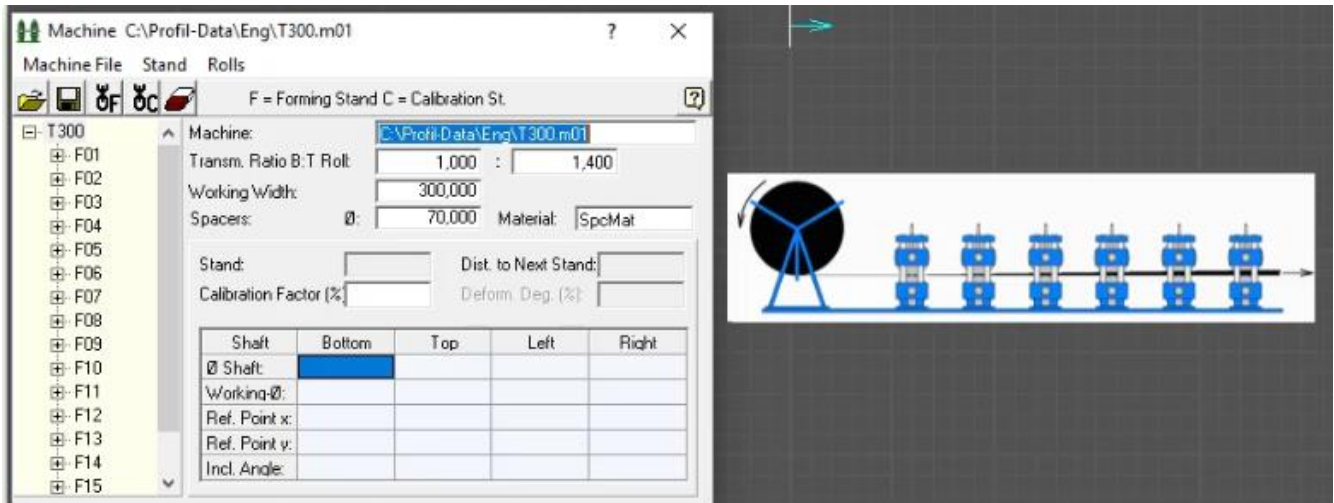 Machine C:\Profil-Data\Eng\T300.m01 ? ×
Machine File Stand Rolls
F C F = Forming Stand C = Calibration St. ?
T300
F01
F02
F03
F04
F05
F06
F07
F08
F09
F10
F11
F12
F13
F14
F15
Machine: C:\Profil-Data\Eng\T300.m01
Transm. Ratio B:T Roll: 1,000 : 1,400
Working Width: 300,000
Spacers: Ø: 70,000 Material: SpcMat
Stand: Dist. to Next Stand:
Calibration Factor [%] Deform. Deg. [%]:
Shaft Bottom Top Left Right
Ø Shaft:
Working-Ø:
Ref. Point x:
Ref. Point y:
Incl. Angle: